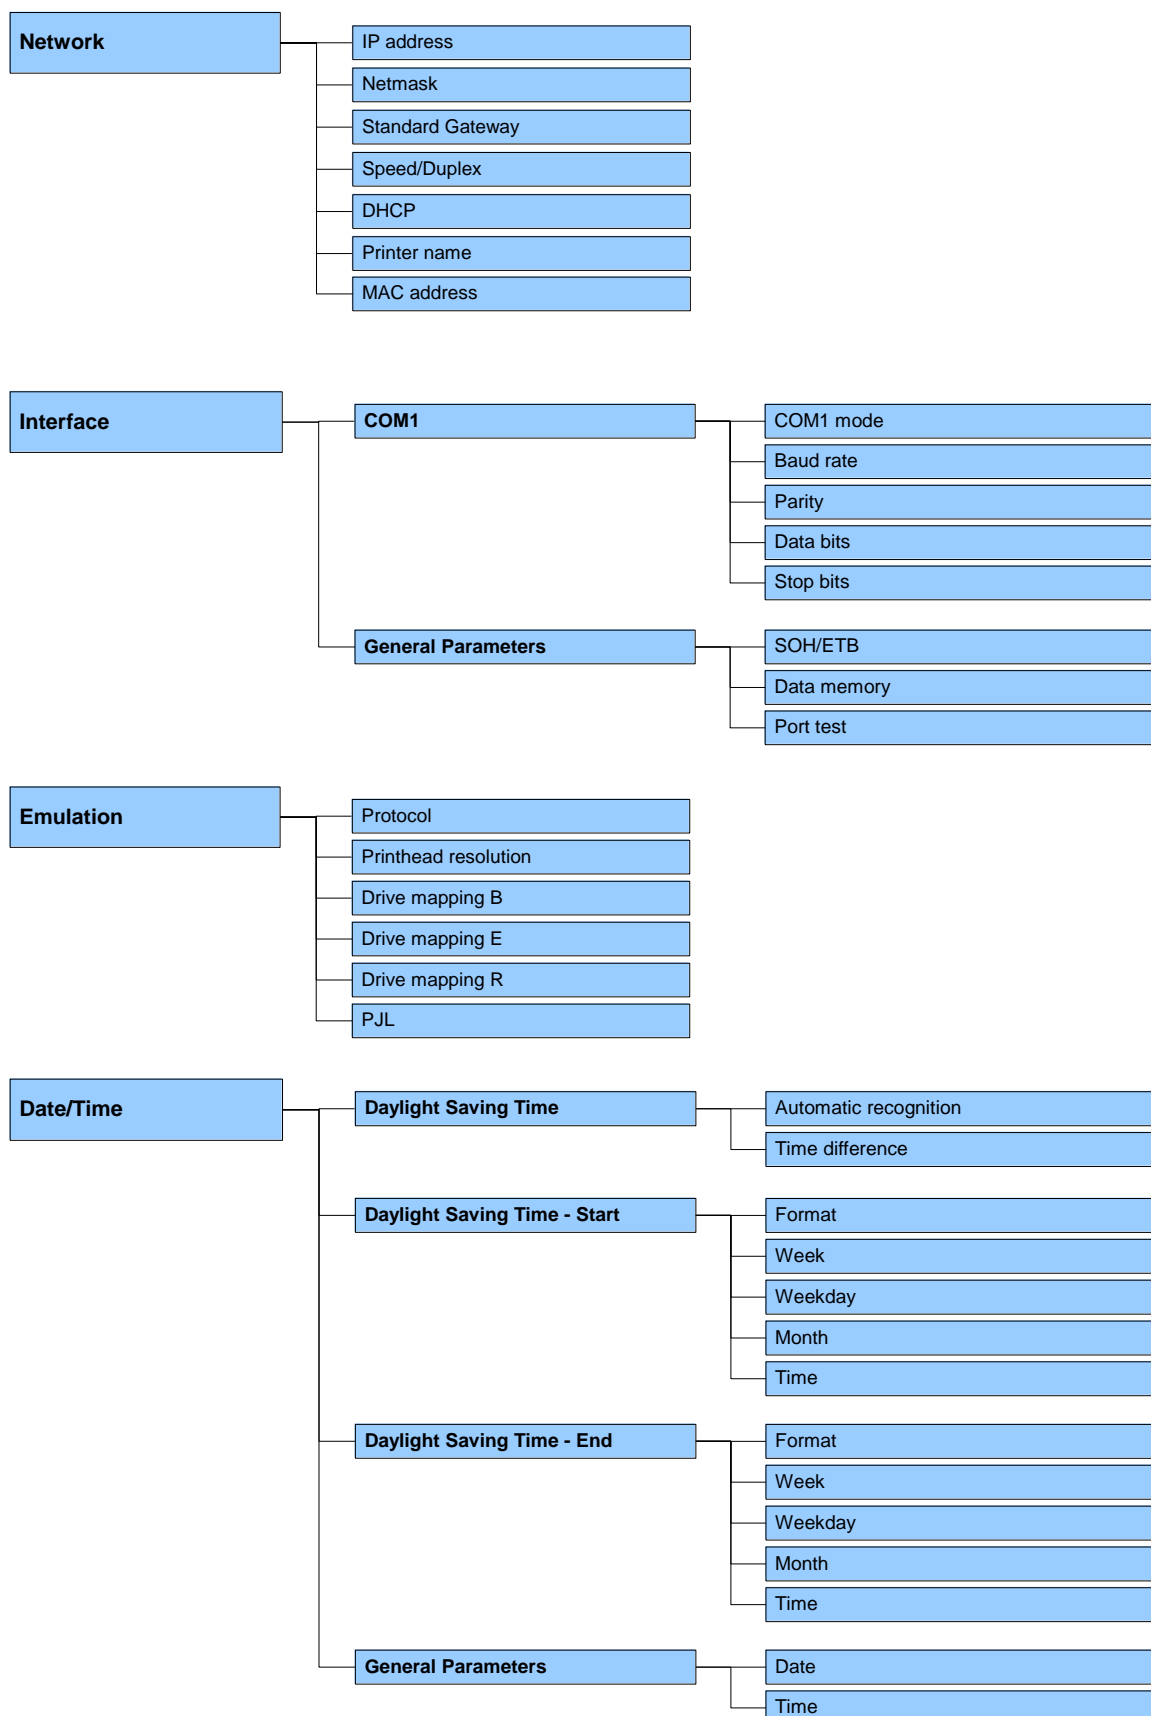 Network
IP address
Netmask
Standard Gateway
Speed/Duplex
DHCP
Printer name
MAC address
Interface
COM1
COM1 mode
Baud rate
Parity
Data bits
Stop bits
General Parameters
SOH/ETB
Data memory
Port test
Emulation
Protocol
Printhead resolution
Drive mapping B
Drive mapping E
Drive mapping R
PJL
Date/Time
Daylight Saving Time
Automatic recognition
Time difference
Daylight Saving Time - Start
Format
Week
Weekday
Month
Time
Daylight Saving Time - End
Format
Week
Weekday
Month
Time
General Parameters
Date
Time